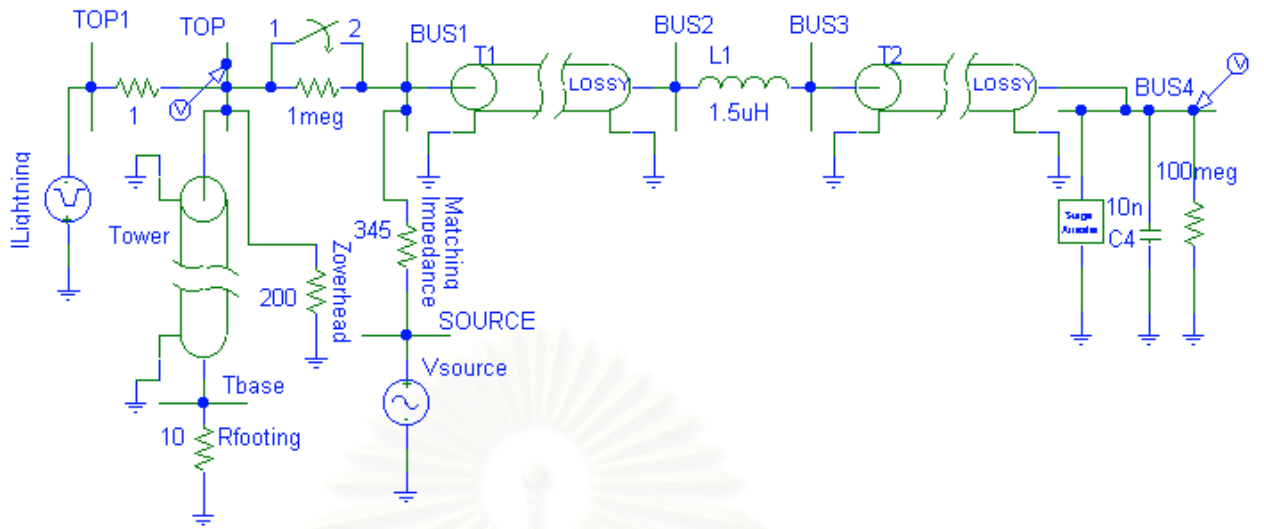 TOP1
TOP
1
2
BUS1
T1
BUS2
L1
BUS3
T2
V
LOSSY
LOSSY
BUS4
V
1
1meg
1.5uH
ILightning
100meg
Tower
345
Matching
Impedance
Surge
Arrester
10n
C4
200
Zoverhead
SOURCE
Vsource
Tbase
10
Rfooting